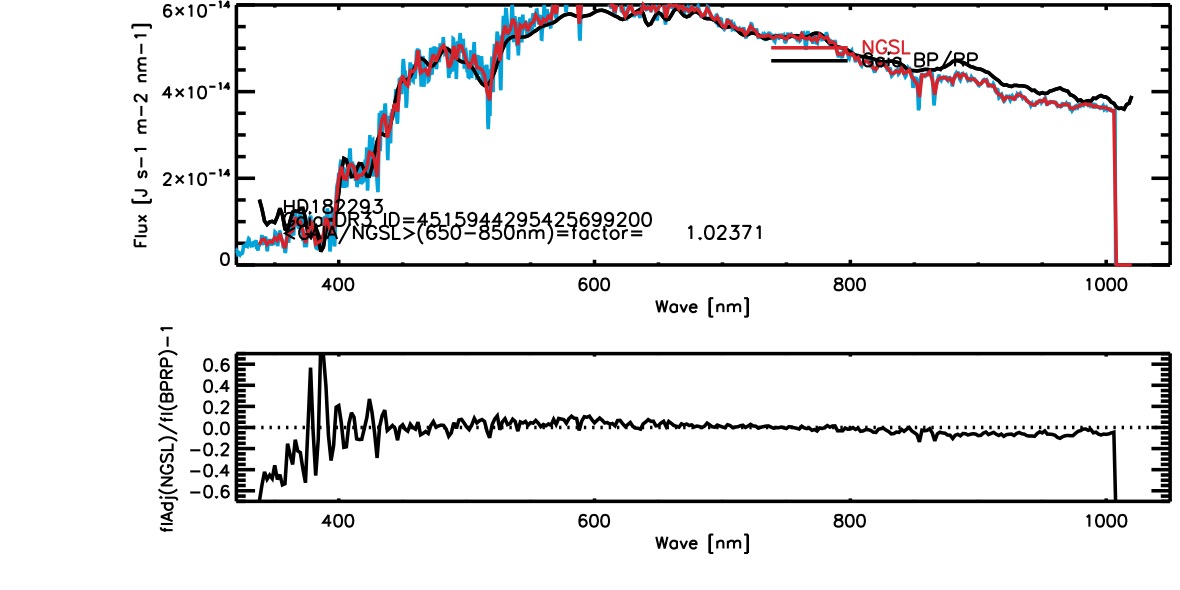 6×10−14
4×10−14
2×10−14
0
Flux [J s−1 m−2 nm−1]
NGSL
Gaia BP/RP
HD182293
Gaia DR3 ID=4515944295425699200
<GAIA/NGSL>(650−850nm)=factor= 1.02371
400 600 800 1000
Wave [nm]
flAdj(NGSL)/fl(BPRP)−1
0.6
0.4
0.2
0.0
−0.2
−0.4
−0.6
400 600 800 1000
Wave [nm]